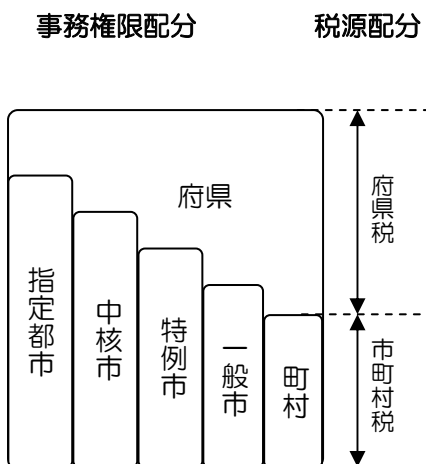 事務権限配分
税源配分
府県
指定都市
中核市
特例市
一般市
町村
府県税
市町村税